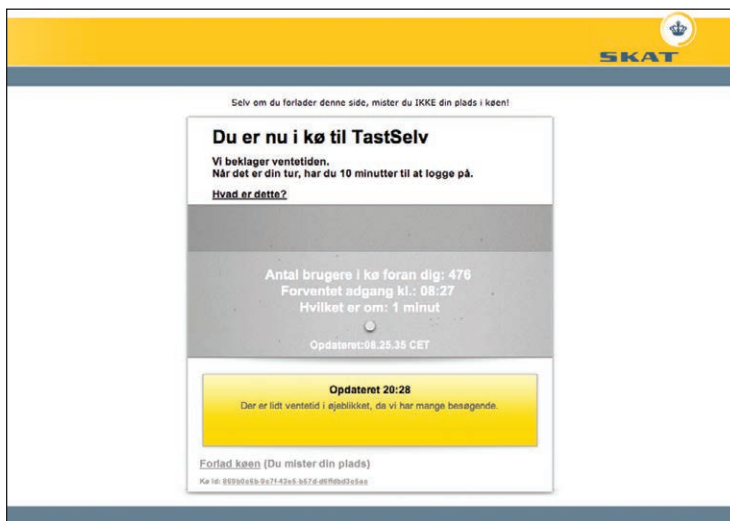 SKAT
Selv om du forlader denne side, mister du IKKE din plads i køen!
Du er nu i kø til TastSelv
Vi beklager ventetiden.
Når det er din tur, har du 10 minutter til at logge på.
Hvad er dette?
Antal brugere i kø foran dig: 476
Forventet adgang kl.: 08:27
Hvilket er om: 1 minut
Opdateret:08.25.35 CET
Opdateret 20:28
Der er lidt ventetid i øjeblikket, da vi har mange besøgende.
Forlad køen (Du mister din plads)
Kø Id: